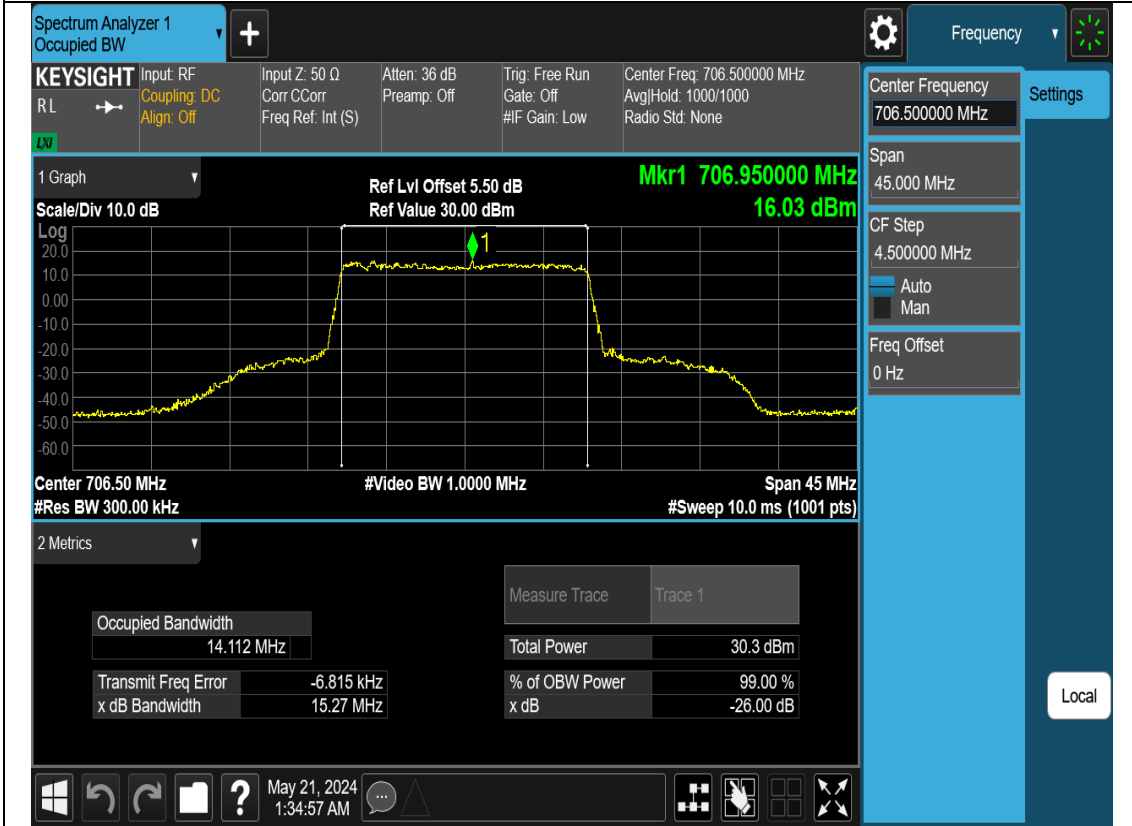 Spectrum Analyzer 1
Occupied BW
Frequency
KEYSIGHT
R L
LXI
Input: RF
Coupling: DC
Align: Off
Input Z: 50 Ω
Corr CCorr
Freq Ref: Int (S)
Atten: 36 dB
Preamp: Off
Trig: Free Run
Gate: Off
#IF Gain: Low
Center Freq: 706.500000 MHz
Avg|Hold: 1000/1000
Radio Std: None
Center Frequency
706.500000 MHz
Settings
Span
45.000 MHz
CF Step
4.500000 MHz
Auto
Man
Freq Offset
0 Hz
Local
1 Graph
Scale/Div 10.0 dB
Ref Lvl Offset 5.50 dB
Ref Value 30.00 dBm
Mkr1 706.950000 MHz
16.03 dBm
Log
1
20.0
10.0
0.00
-10.0
-20.0
-30.0
-40.0
-50.0
-60.0
Center 706.50 MHz
#Video BW 1.0000 MHz
Span 45 MHz
#Res BW 300.00 kHz
#Sweep 10.0 ms (1001 pts)
2 Metrics
Measure Trace
Trace 1
Occupied Bandwidth
14.112 MHz
Total Power
30.3 dBm
Transmit Freq Error
-6.815 kHz
% of OBW Power
99.00 %
x dB Bandwidth
15.27 MHz
x dB
-26.00 dB
?
May 21, 2024
1:34:57 AM